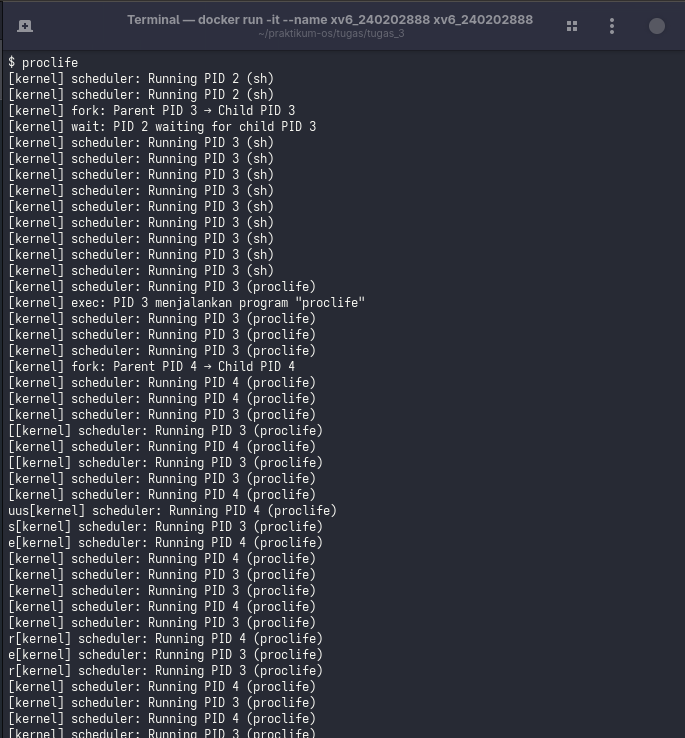 Terminal — docker run -it --name xv6_240202888 xv6_240202888
~/praktikum-os/tugas/tugas_3
$ proclife
[kernel] scheduler: Running PID 2 (sh)
[kernel] scheduler: Running PID 2 (sh)
[kernel] fork: Parent PID 3 → Child PID 3
[kernel] wait: PID 2 waiting for child PID 3
[kernel] scheduler: Running PID 3 (sh)
[kernel] scheduler: Running PID 3 (sh)
[kernel] scheduler: Running PID 3 (sh)
[kernel] scheduler: Running PID 3 (sh)
[kernel] scheduler: Running PID 3 (sh)
[kernel] scheduler: Running PID 3 (sh)
[kernel] scheduler: Running PID 3 (sh)
[kernel] scheduler: Running PID 3 (sh)
[kernel] scheduler: Running PID 3 (sh)
[kernel] scheduler: Running PID 3 (proclife)
[kernel] exec: PID 3 menjalankan program "proclife"
[kernel] scheduler: Running PID 3 (proclife)
[kernel] scheduler: Running PID 3 (proclife)
[kernel] scheduler: Running PID 3 (proclife)
[kernel] fork: Parent PID 4 → Child PID 4
[kernel] scheduler: Running PID 4 (proclife)
[kernel] scheduler: Running PID 4 (proclife)
[kernel] scheduler: Running PID 3 (proclife)
[[kernel] scheduler: Running PID 3 (proclife)
[kernel] scheduler: Running PID 4 (proclife)
[[kernel] scheduler: Running PID 3 (proclife)
[kernel] scheduler: Running PID 3 (proclife)
[kernel] scheduler: Running PID 4 (proclife)
uus[kernel] scheduler: Running PID 4 (proclife)
s[kernel] scheduler: Running PID 3 (proclife)
e[kernel] scheduler: Running PID 4 (proclife)
[kernel] scheduler: Running PID 4 (proclife)
[kernel] scheduler: Running PID 3 (proclife)
[kernel] scheduler: Running PID 3 (proclife)
[kernel] scheduler: Running PID 4 (proclife)
[kernel] scheduler: Running PID 3 (proclife)
r[kernel] scheduler: Running PID 4 (proclife)
e[kernel] scheduler: Running PID 3 (proclife)
r[kernel] scheduler: Running PID 3 (proclife)
[kernel] scheduler: Running PID 4 (proclife)
[kernel] scheduler: Running PID 3 (proclife)
[kernel] scheduler: Running PID 4 (proclife)
[kernel] scheduler: Running PID 3 (proclife)